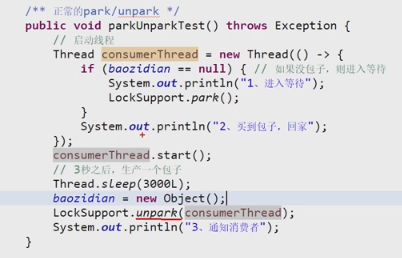 /** 正常的park/unpark */
public void parkUnparkTest() throws Exception {
// 启动线程
Thread consumerThread = new Thread(() -> {
if (baozidian == null) { // 如果没包子，则进入等待
System.out.println("1、进入等待");
LockSupport.park();
}
System.out.println("2、买到包子，回家");
});
consumerThread.start();
// 3秒之后，生产一个包子
Thread.sleep(3000L);
baozidian = new Object();
LockSupport.unpark(consumerThread);
System.out.println("3、通知消费者");
}